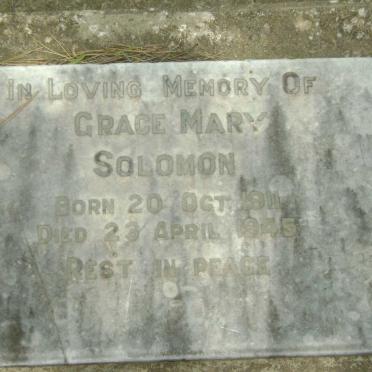 IN LOVING MEMORY OF
GRACE MARY
SOLOMON
BORN 20 OCT 1911
DIED 23 APRIL 1945
REST IN PEACE